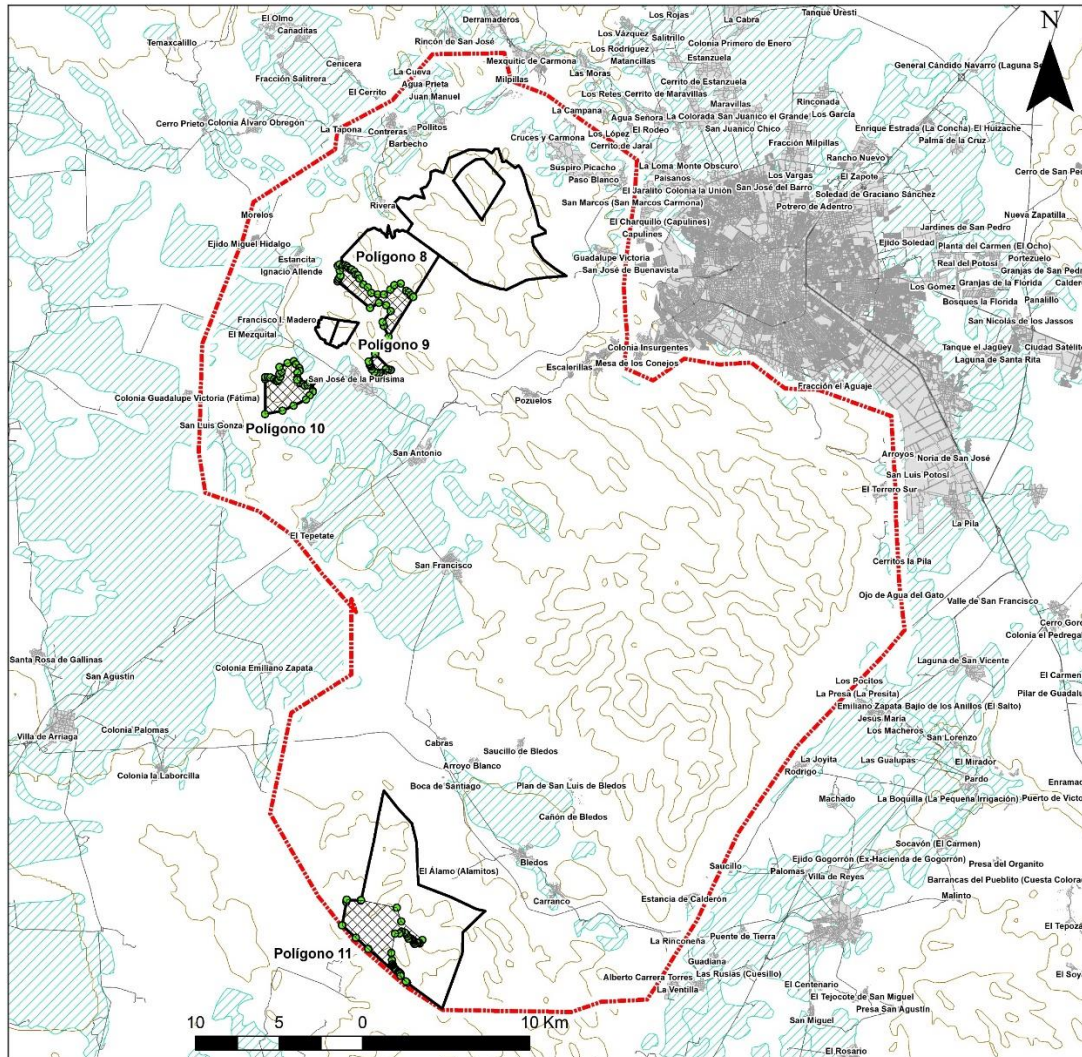 El Olmo
Cañaditas
Temaxcalillo
Derramaderos
Rincón de San José
Los Rojas
La Cabra
Tanque Uresti
Los Vázquez
Salitrillo
Los Rodríguez
Colonia Primero de Enero
Matancillas
Estanzuela
N
Cenicera
Mexquitic de Carmona
Fracción Salitrera
La Cueva
Las Moras
Cerrito de Estanzuela
General Cándido Navarro (Laguna Se
Agua Prieta
Milpillas
El Cerrito
Juan Manuel
Los Retes
Cerrito de Maravillas
Rinconada
Maravillas
La Campana
Agua Señora
La Colorada
San Juanico el Grande
Los García
Cerro Prieto
Colonia Álvaro Obregón
La Tapona
Contreras
Pollitos
Barbecho
Cruces y Carmona
Los López
El Rodeo
San Juanico Chico
Enrique Estrada (La Concha)
El Huizache
Cerrito de Jaral
Fracción Milpillas
Palma de la Cruz
Suspiro Picacho
La Loma
Monte Obscuro
Rancho Nuevo
Paso Blanco
Paisanos
Los Vargas
El Zapote
Cerro de San Pe
El Jaralito
Colonia la Unión
San José del Barro
Soledad de Graciano Sánchez
Rivera
San Marcos (San Marcos Carmona)
Potrero de Adentro
Morelos
El Charquillo (Capulines)
Nueva Zapatilla
Capulines
Jardines de San Pedro
Ejido Miguel Hidalgo
Ejido Soledad
Planta del Carmen (El Ocho)
Estancita
Polígono 8
Guadalupe Victoria
Real del Potosí
Portezuelo
Ignacio Allende
San José de Buenavista
Granjas de San Pedr
Los Gómez
Granjas de la Florida
Calder
Bosques la Florida
Panalillo
Francisco I. Madero
San Nicolás de los Jassos
El Mezquital
Polígono 9
Colonia Insurgentes
Tanque el Jagüey
Ciudad Satélite
Mesa de los Conejos
Laguna de Santa Rita
San José de la Purísima
Escalerillas
Fracción el Aguaje
Colonia Guadalupe Victoria (Fátima)
Pozuelos
Polígono 10
San Luis Gonza
San Antonio
Arroyos
Noria de San José
San Luis Potosí
El Terrero Sur
La Pila
El Tepetate
San Francisco
Cerritos la Pila
Ojo de Agua del Gato
Valle de San Francisco
Cerro Gord
Colonia el Pedregal
Santa Rosa de Gallinas
Colonia Emiliano Zapata
Laguna de San Vicente
San Agustín
Los Pocitos
El Carmen
La Presa (La Presita)
Pilar de Guadalu
Emiliano Zapata
Bajío de los Anillos (El Salto)
Jesús María
Villa de Arriaga
Colonia Palomas
Los Macheros
San Lorenzo
Cabras
Saucillo de Bledos
La Joyita
Las Gualupas
El Mirador
Colonia la Laborcilla
Arroyo Blanco
Rodrigo
Pardo
Enramad
Boca de Santiago
Plan de San Luis de Bledos
Machado
La Boquilla (La Pequeña Irrigación)
Puerto de Victo
Cañón de Bledos
Socavón (El Carmen)
Bledos
Saucillo
Ejido Gogorrón (Ex-Hacienda de Gogorrón)
Presa del Organito
El Álamo (Alamitos)
Palomas
Villa de Reyes
Barrancas del Pueblito (Cuesta Colorad
Carranco
Estancia de Calderón
Malinto
La Rinconeña
Puente de Tierra
El Tepoza
Polígono 11
Guadiana
Alberto Carrera Torres
Las Rusias (Cuesillo)
El Soy
La Ventilla
El Centenario
El Tejocote de San Miguel
San Miguel
Presa San Agustín
10 5 0 10 Km
El Rosario